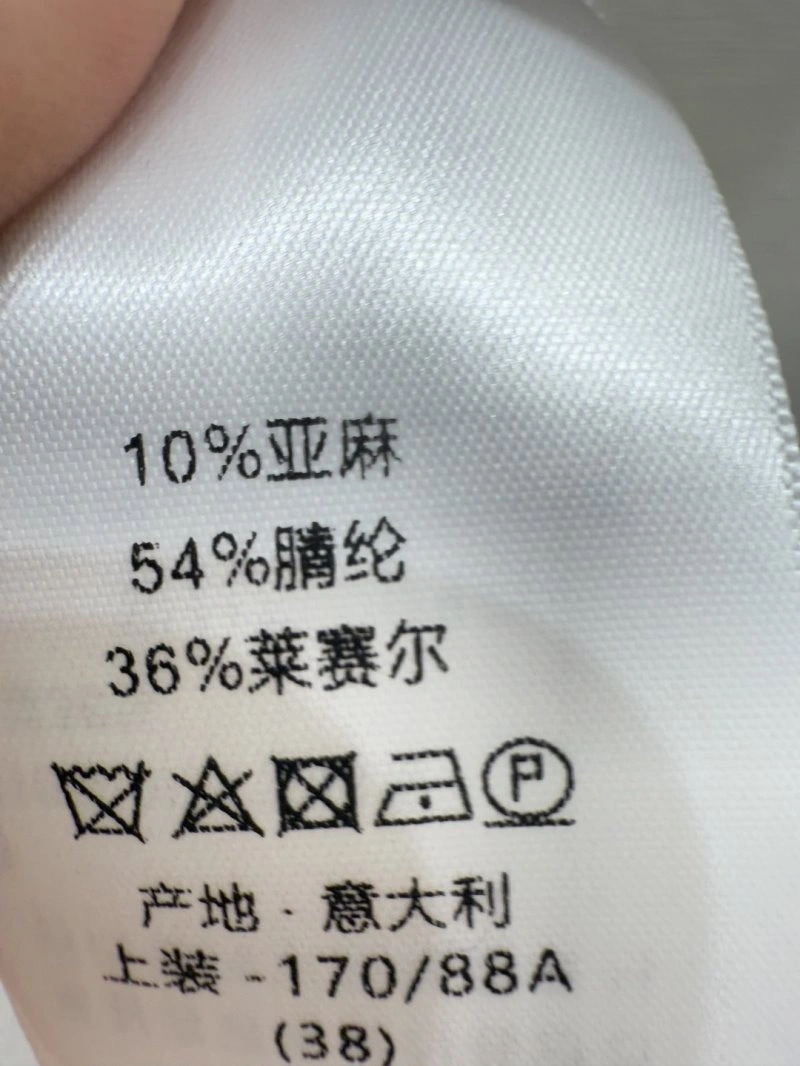 10%亚麻
54%腈纶
36%莱赛尔
P
产地 - 意大利
上装 -170/88A
(38)